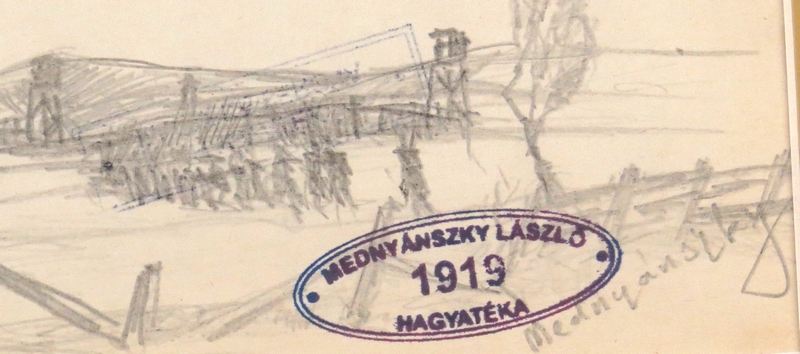 MEDNYÁNSZKY LÁSZLÓ
1919
HAGYATÉKA
Mednyánszky